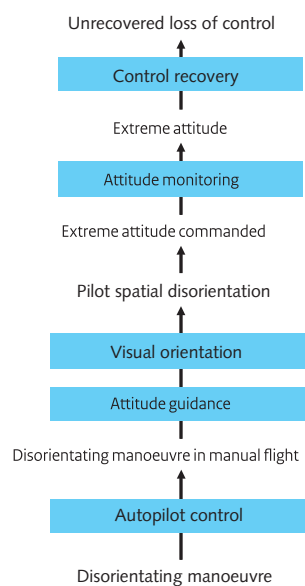 Unrecovered loss of control
Control recovery
Extreme attitude
Attitude monitoring
Extreme attitude commanded
Pilot spatial disorientation
Visual orientation
Attitude guidance
Disorientating manoeuvre in manual flight
Autopilot control
Disorientating manoeuvre